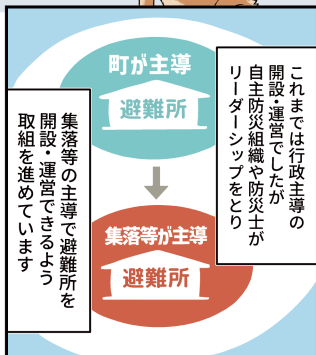 これまでは行政主導の
開設・運営でしたが
自主防災組織や防災士が
リーダーシップをとり
町が主導
避難所
集落等が主導
避難所
集落等の主導で避難所を
開設・運営できるよう
取組を進めています